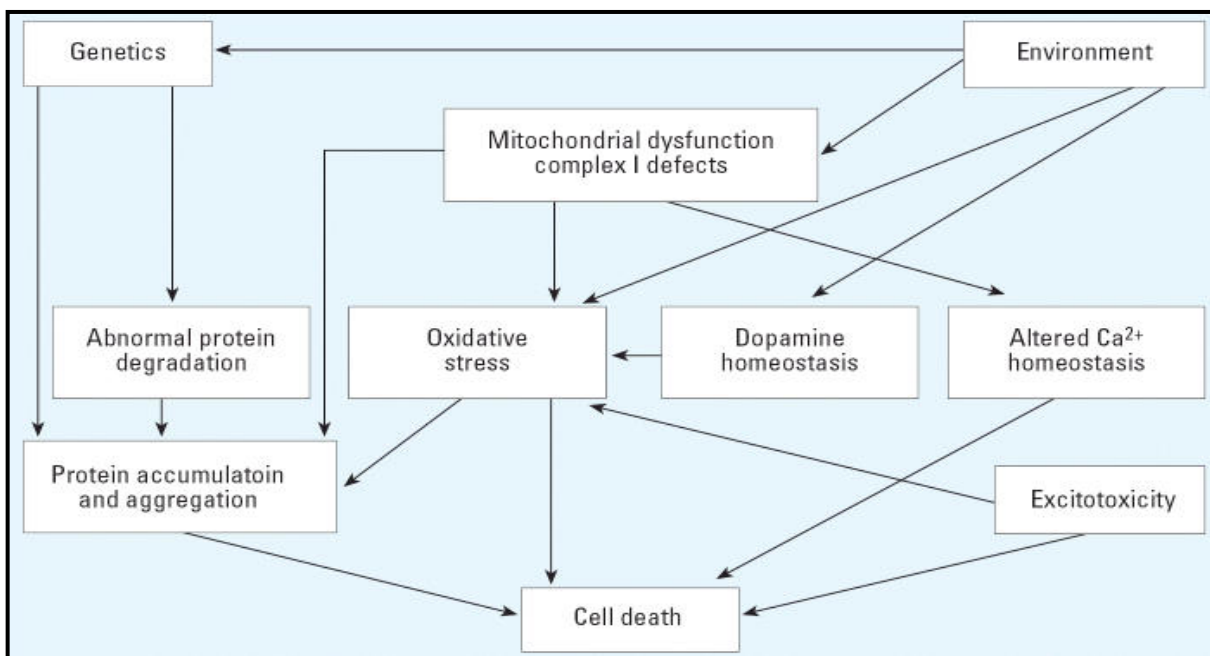 Genetics
Environment
Mitochondrial dysfunction
complex I defects
Abnormal protein
degradation
Oxidative
stress
Dopamine
homeostasis
Altered Ca²⁺
homeostasis
Protein accumulatoin
and aggregation
Excitotoxicity
Cell death